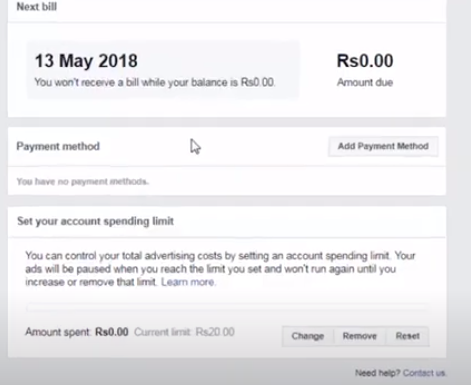 Next bill
13 May 2018
Rs0.00
You won't receive a bill while your balance is Rs0.00.
Amount due
Payment method
Add Payment Method
You have no payment methods.
Set your account spending limit
You can control your total advertising costs by setting an account spending limit. Your
ads will be paused when you reach the limit you set and won't run again until you
increase or remove that limit. Learn more.
Amount spent: Rs0.00 Current limit: Rs20.00
Change
Remove
Reset
Need help? Contact us.